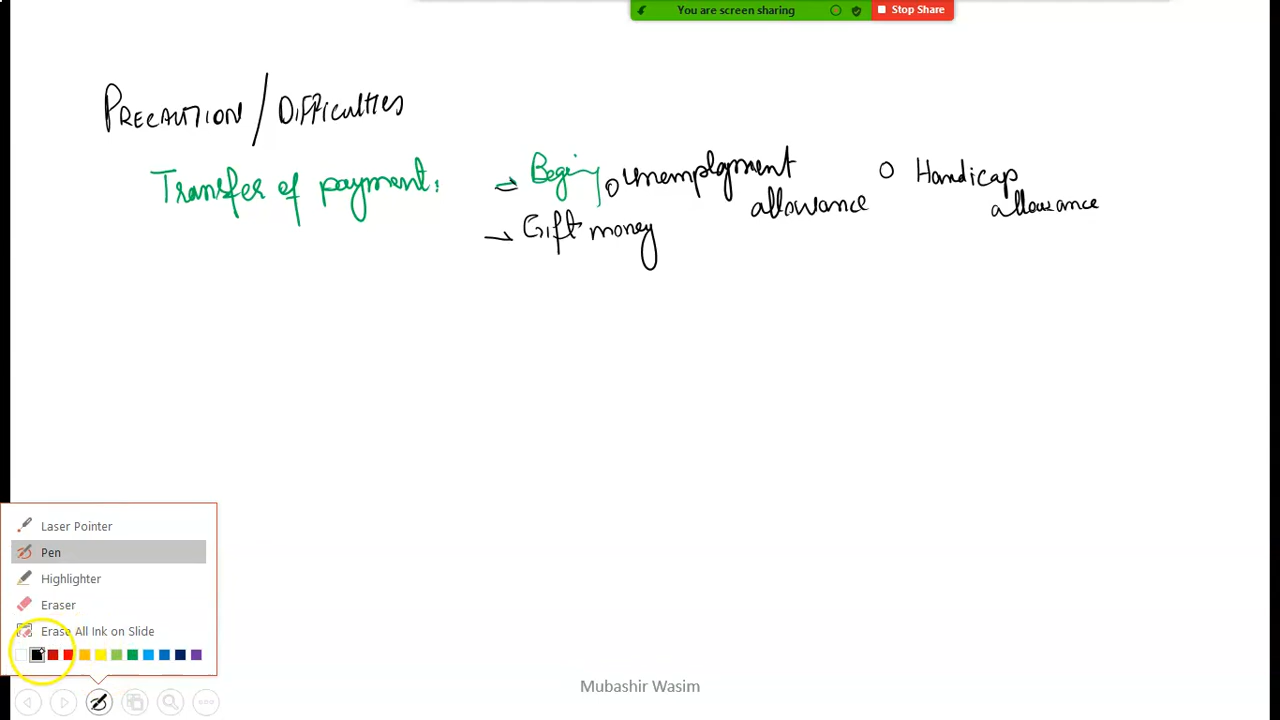 You are screen sharing
Stop Share
PRECAUTION / DIFFICULTIES
Transfer of payment: = Begging o unemployment o Handicap
allowance allowance
→ Gift money
Laser Pointer
Pen
Highlighter
Eraser
Erase All Ink on Slide
Mubashir Wasim